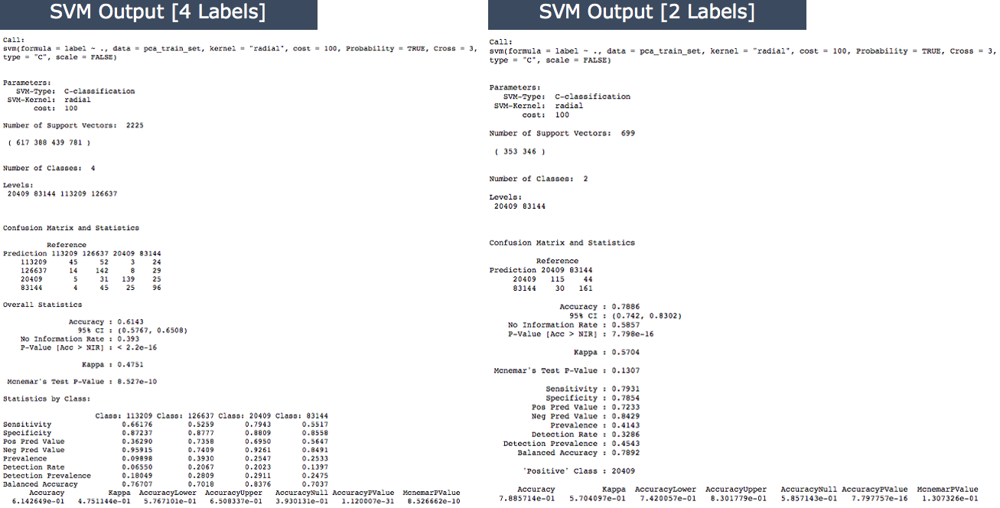 SVM Output [4 Labels]
Call:
svm(formula = label ~ ., data = pca_train_set, kernel = "radial", cost = 100, Probability = TRUE, Cross = 3,
type = "C", scale = FALSE)
Parameters:
SVM-Type: C-classification
SVM-Kernel: radial
cost: 100
Number of Support Vectors: 2225
( 617 388 439 781 )
Number of Classes: 4
Levels:
20409 83144 113209 126637
Confusion Matrix and Statistics
Reference
Prediction 113209 126637 20409 83144
113209 45 52 3 24
126637 14 142 8 29
20409 5 31 139 25
83144 4 45 25 96
Overall Statistics
Accuracy : 0.6143
95% CI : (0.5767, 0.6508)
No Information Rate : 0.393
P-Value [Acc > NIR] : < 2.2e-16
Kappa : 0.4751
Mcnemar's Test P-Value : 8.527e-10
Statistics by Class:
Class: 113209 Class: 126637 Class: 20409 Class: 83144
Sensitivity 0.66176 0.5259 0.7943 0.5517
Specificity 0.87237 0.8777 0.8809 0.8558
Pos Pred Value 0.36290 0.7358 0.6950 0.5647
Neg Pred Value 0.95915 0.7409 0.9261 0.8491
Prevalence 0.09898 0.3930 0.2547 0.2533
Detection Rate 0.06550 0.2067 0.2023 0.1397
Detection Prevalence 0.18049 0.2809 0.2911 0.2475
Balanced Accuracy 0.76707 0.7018 0.8376 0.7037
Accuracy Kappa AccuracyLower AccuracyUpper AccuracyNull AccuracyPValue McnemarPValue
6.142649e-01 4.751144e-01 5.767101e-01 6.508337e-01 3.930131e-01 1.120007e-31 8.526662e-10
SVM Output [2 Labels]
Call:
svm(formula = label ~ ., data = pca_train_set, kernel = "radial", cost = 100, Probability = TRUE, Cross = 3,
type = "C", scale = FALSE)
Parameters:
SVM-Type: C-classification
SVM-Kernel: radial
cost: 100
Number of Support Vectors: 699
( 353 346 )
Number of Classes: 2
Levels:
20409 83144
Confusion Matrix and Statistics
Reference
Prediction 20409 83144
20409 115 44
83144 30 161
Accuracy : 0.7886
95% CI : (0.742, 0.8302)
No Information Rate : 0.5857
P-Value [Acc > NIR] : 7.798e-16
Kappa : 0.5704
Mcnemar's Test P-Value : 0.1307
Sensitivity : 0.7931
Specificity : 0.7854
Pos Pred Value : 0.7233
Neg Pred Value : 0.8429
Prevalence : 0.4143
Detection Rate : 0.3286
Detection Prevalence : 0.4543
Balanced Accuracy : 0.7892
'Positive' Class : 20409
Accuracy Kappa AccuracyLower AccuracyUpper AccuracyNull AccuracyPValue McnemarPValue
7.885714e-01 5.704097e-01 7.420057e-01 8.301779e-01 5.857143e-01 7.797757e-16 1.307326e-01